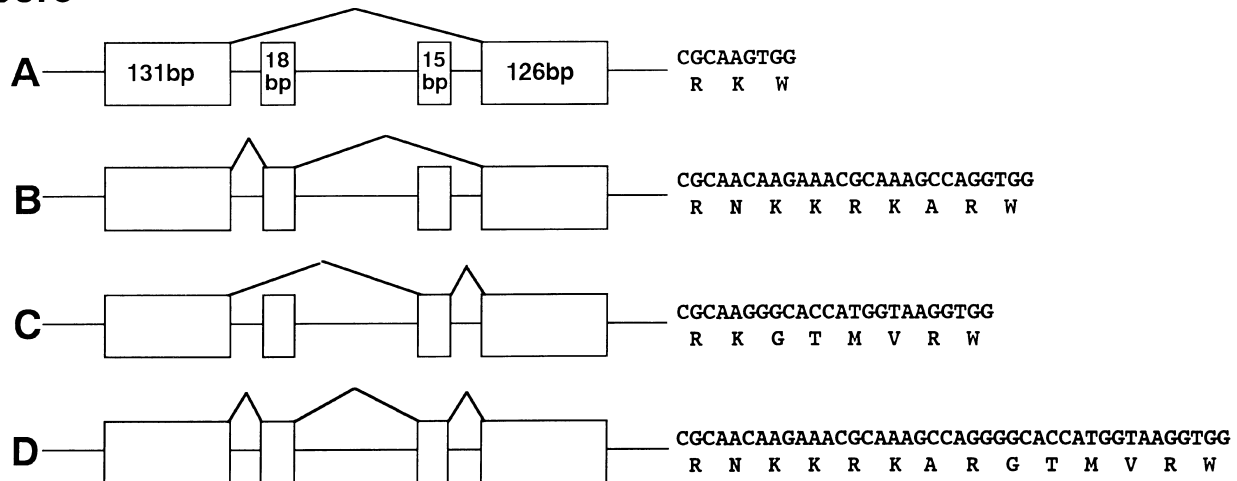 A
131bp
18
bp
15
bp
126bp
CGCAAGTGG
R K W
B
CGCAACAAGAAACGCAAAGCCAGGTGG
R N K K R K A R W
C
CGCAAGGGCACCATGGTAAGGTGG
R K G T M V R W
D
CGCAACAAGAAACGCAAAGCCAGGGGCACCATGGTAAGGTGG
R N K K R K A R G T M V R W